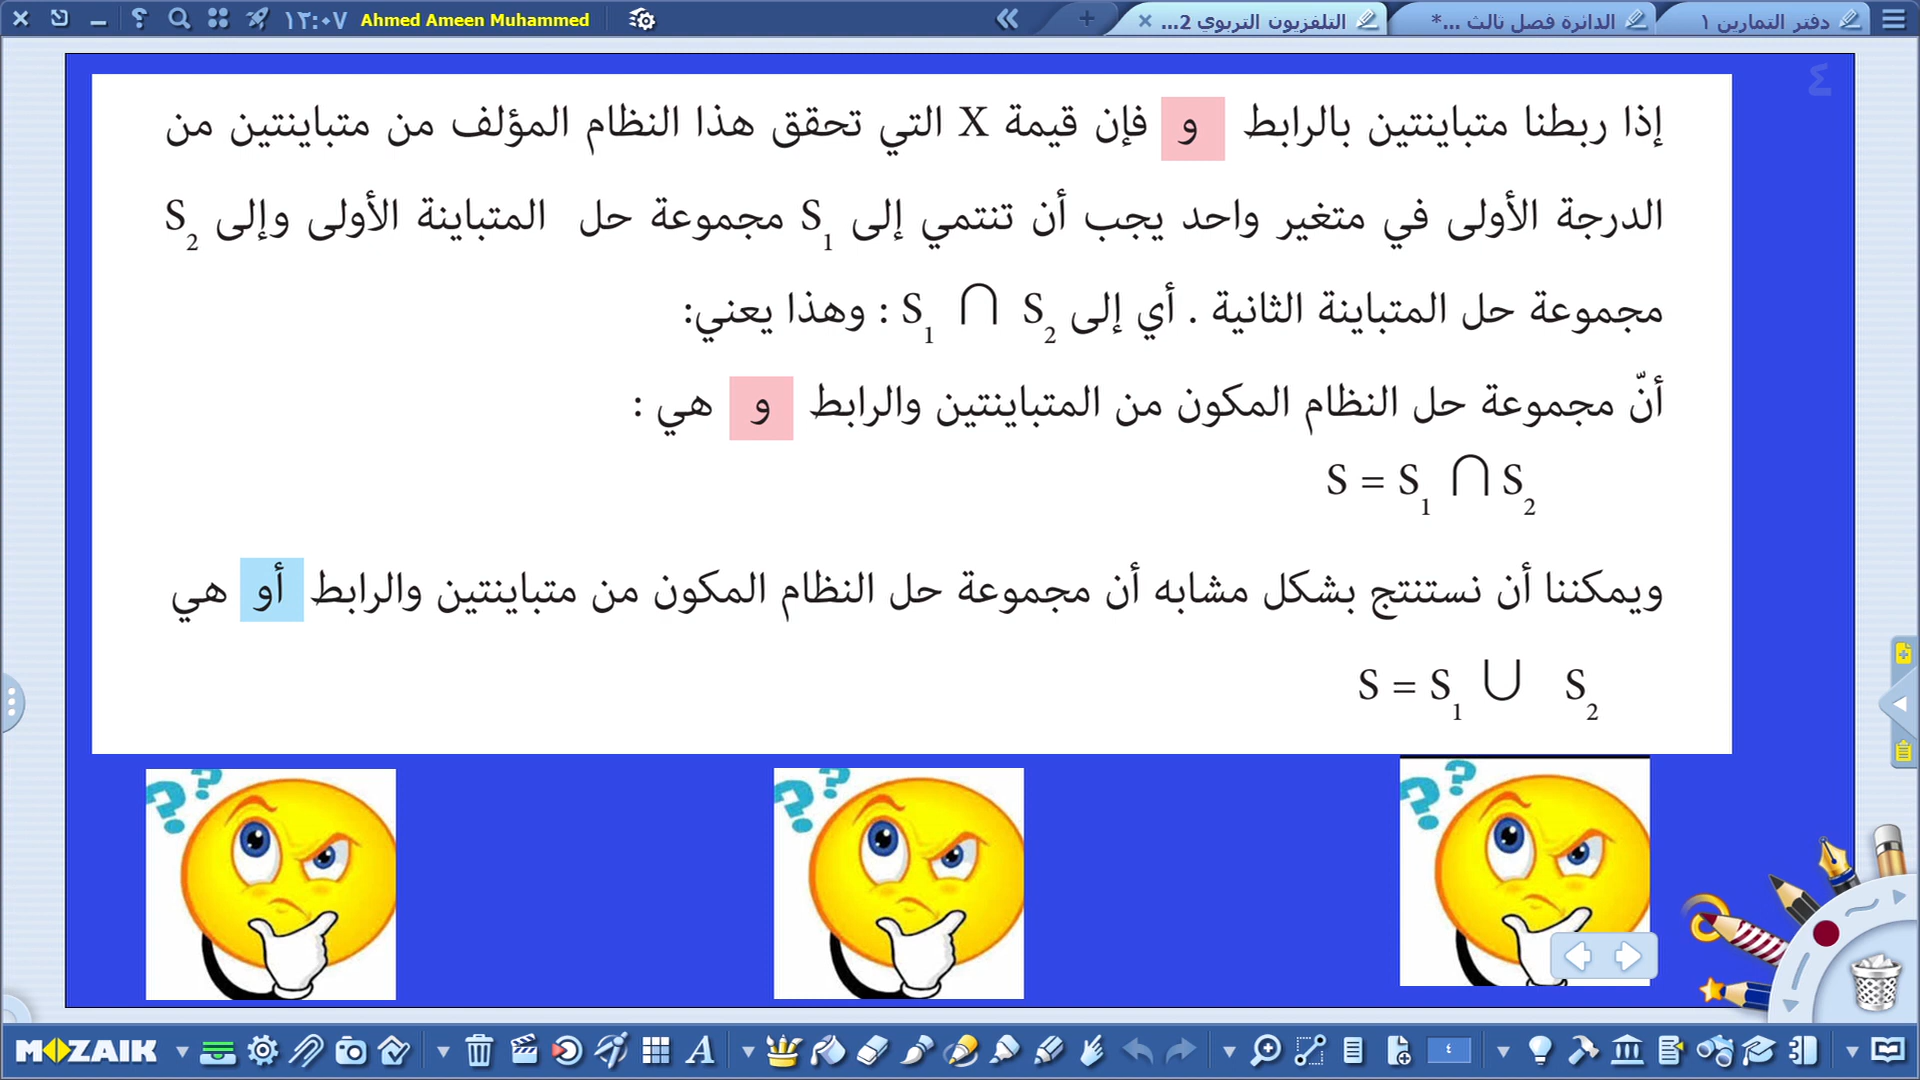 ١٣:٠٧ Ahmed Ameen Muhammed
التلفزيون التربوي 2...
الدائرة فصل ثالث ...*
دفتر التمارين ١
٤
إذا ربطنا متباينتين بالرابط و فإن قيمة X التي تحقق هذا النظام المؤلف من متباينتين من
الدرجة الأولى في متغير واحد يجب أن تنتمي إلى S1 مجموعة حل المتباينة الأولى وإلى S2
مجموعة حل المتباينة الثانية . أي إلى S1 ⋂ S2 : وهذا يعني:
أنّ مجموعة حل النظام المكون من المتباينتين والرابط و هي :
S = S1 ⋂ S2
ويمكننا أن نستنتج بشكل مشابه أن مجموعة حل النظام المكون من متباينتين والرابط أو هي
S = S1 ⋃ S2
??
??
??
MOZAIK
A
٤